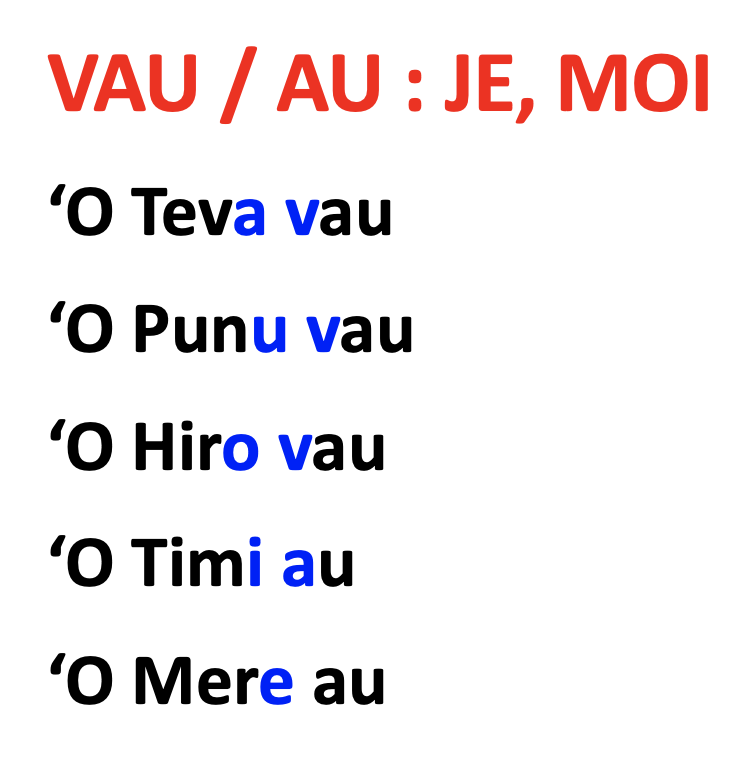 VAU / AU : JE, MOI
‘O Teva vau
‘O Punu vau
‘O Hiro vau
‘O Timi au
‘O Mere au